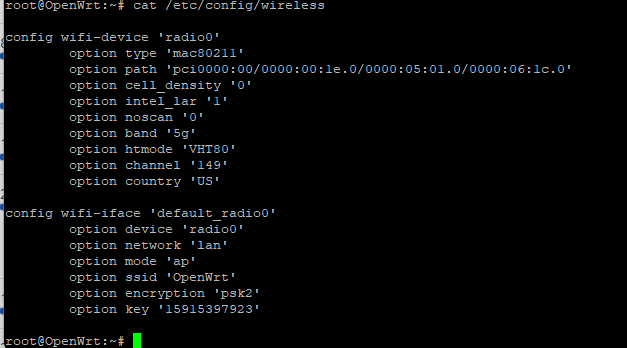 root@OpenWrt:~# cat /etc/config/wireless
config wifi-device 'radio0'
option type 'mac80211'
option path 'pci0000:00/0000:00:1e.0/0000:05:01.0/0000:06:1c.0'
option cell_density '0'
option intel_lar '1'
option noscan '0'
option band '5g'
option htmode 'VHT80'
option channel '149'
option country 'US'
config wifi-iface 'default_radio0'
option device 'radio0'
option network 'lan'
option mode 'ap'
option ssid 'OpenWrt'
option encryption 'psk2'
option key '15915397923'
root@OpenWrt:~#